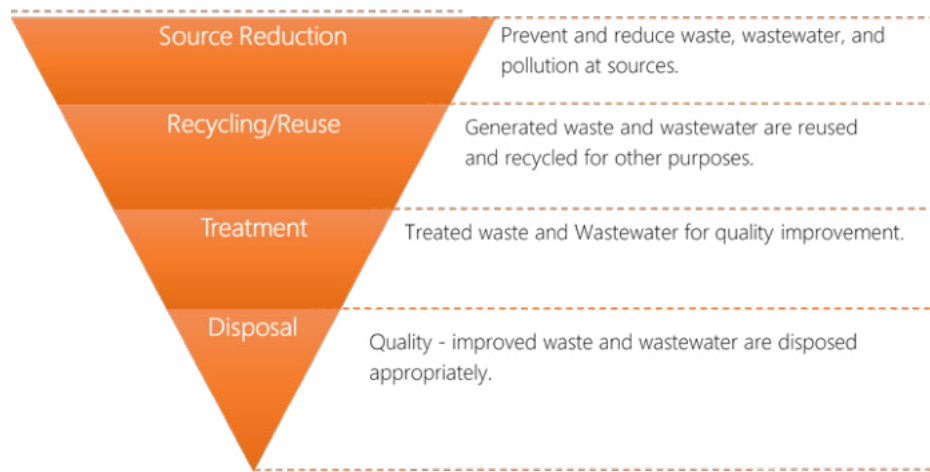 Source Reduction
Prevent and reduce waste, wastewater, and
pollution at sources.
Recycling/Reuse
Generated waste and wastewater are reused
and recycled for other purposes.
Treatment
Treated waste and Wastewater for quality improvement.
Disposal
Quality - improved waste and wastewater are disposed
appropriately.